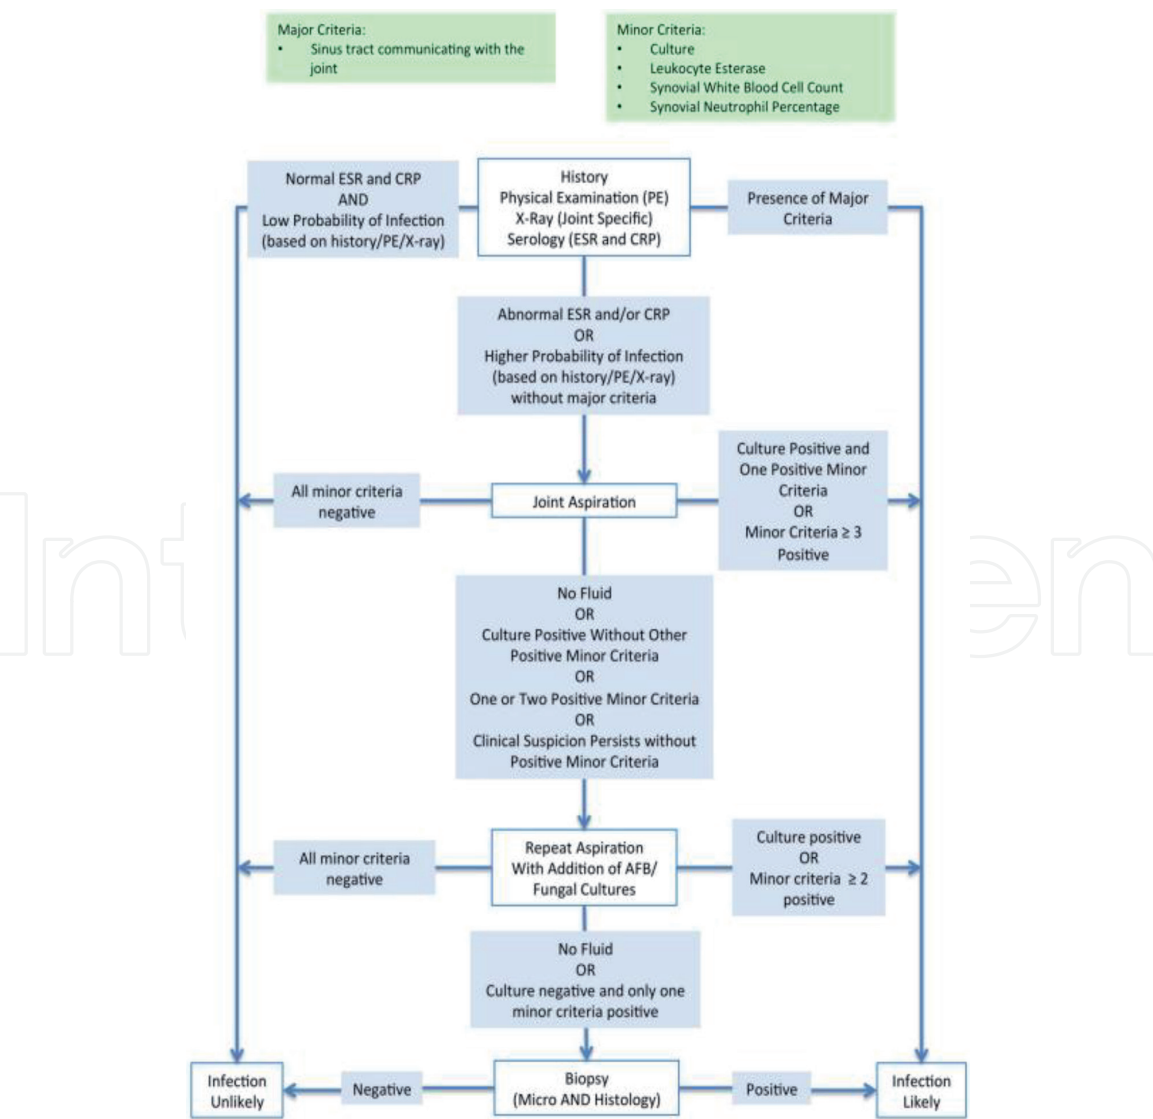 Major Criteria:
• Sinus tract communicating with the
joint
Minor Criteria:
• Culture
• Leukocyte Esterase
• Synovial White Blood Cell Count
• Synovial Neutrophil Percentage
Normal ESR and CRP
AND
Low Probability of Infection
(based on history/PE/X-ray)
History
Physical Examination (PE)
X-Ray (Joint Specific)
Serology (ESR and CRP)
Presence of Major
Criteria
Abnormal ESR and/or CRP
OR
Higher Probability of Infection
(based on history/PE/X-ray)
without major criteria
All minor criteria
negative
Joint Aspiration
Culture Positive and
One Positive Minor
Criteria
OR
Minor Criteria ≥ 3
Positive
No Fluid
OR
Culture Positive Without Other
Positive Minor Criteria
OR
One or Two Positive Minor Criteria
OR
Clinical Suspicion Persists without
Positive Minor Criteria
All minor criteria
negative
Repeat Aspiration
With Addition of AFB/
Fungal Cultures
Culture positive
OR
Minor criteria ≥ 2
positive
No Fluid
OR
Culture negative and only one
minor criteria positive
Infection
Unlikely
Negative
Biopsy
(Micro AND Histology)
Positive
Infection
Likely